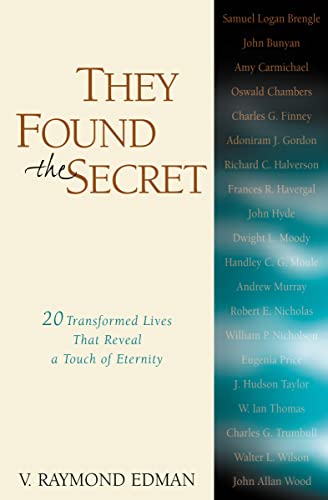 THEY
FOUND
the SECRET
20 Transformed Lives
That Reveal
a Touch of Eternity
V. RAYMOND EDMAN
Samuel Logan Brengle
John Bunyan
Amy Carmichael
Oswald Chambers
Charles G. Finney
Adoniram J. Gordon
Richard C. Halverson
Frances R. Havergal
John Hyde
Dwight L. Moody
Handley C. G. Moule
Andrew Murray
Robert E. Nicholas
William P. Nicholson
Eugenia Price
J. Hudson Taylor
W. Ian Thomas
Charles G. Trumbull
Walter L. Wilson
John Allan Wood